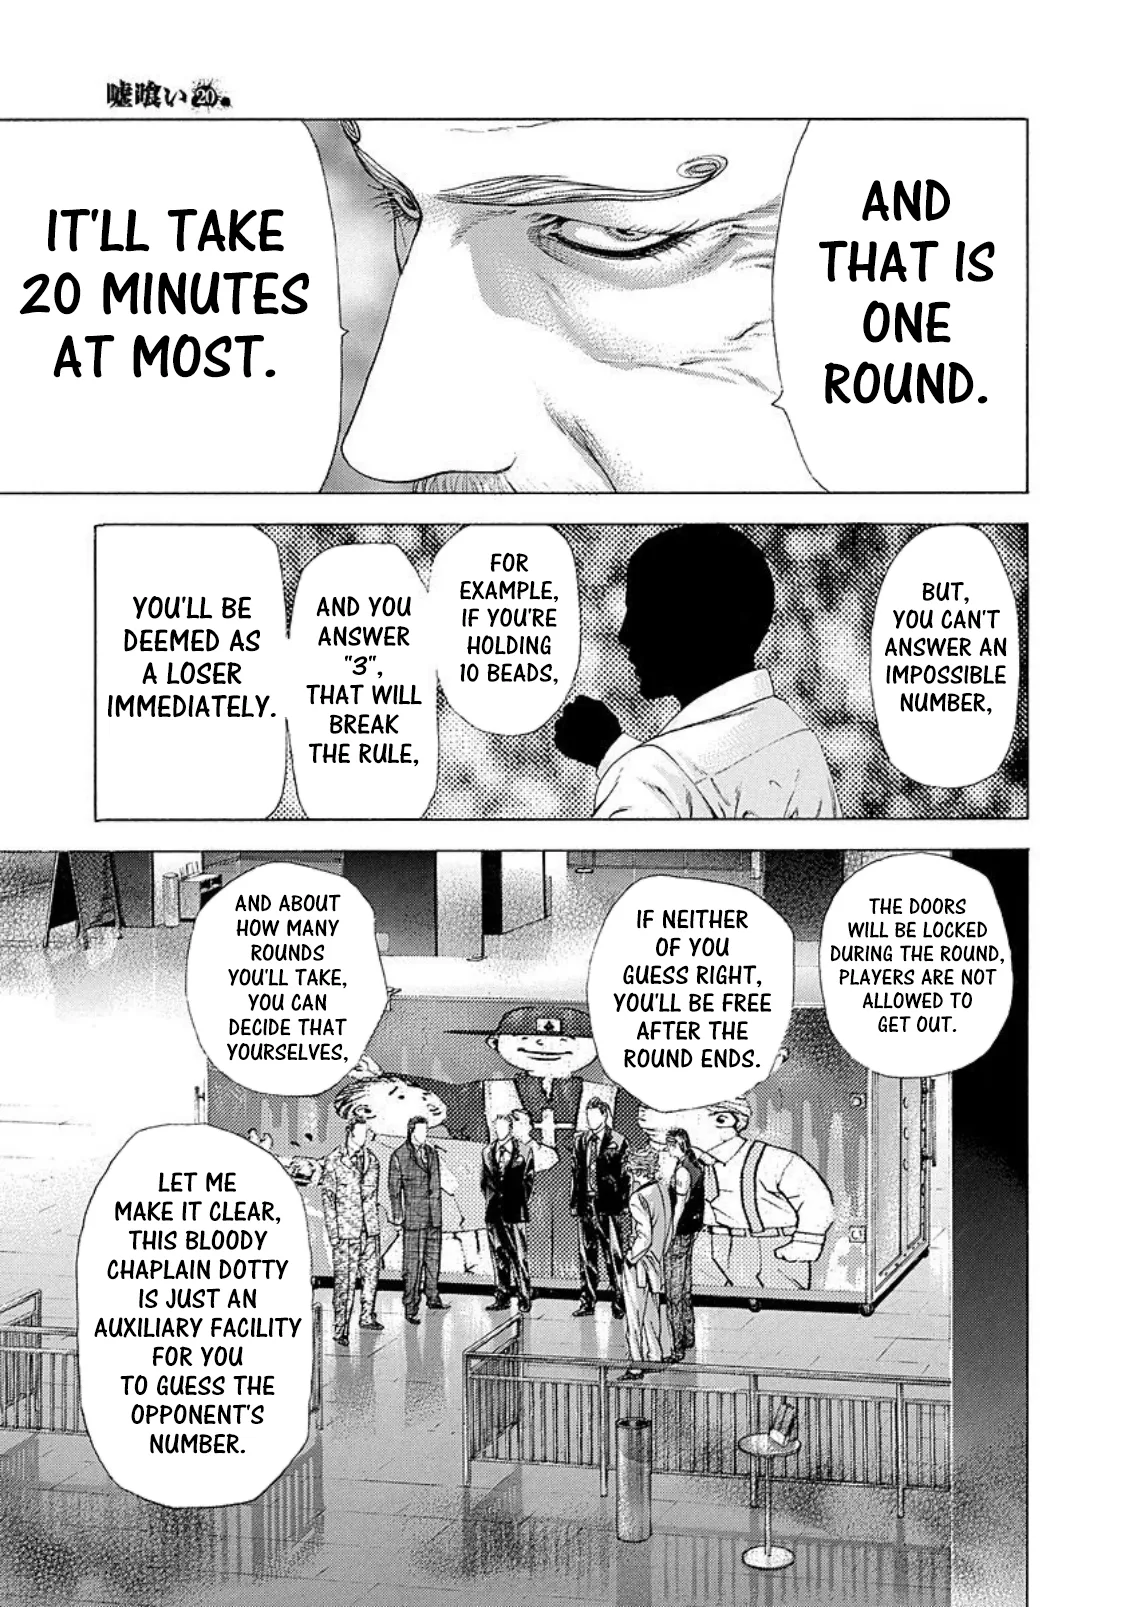 嘘喰い 20
AND
THAT IS
ONE
ROUND.
IT'LL TAKE
20 MINUTES
AT MOST.
BUT,
YOU CAN'T
ANSWER AN
IMPOSSIBLE
NUMBER,
FOR
EXAMPLE,
IF YOU'RE
HOLDING
10 BEADS,
AND YOU
ANSWER
"3",
THAT WILL
BREAK
THE RULE,
YOU'LL BE
DEEMED AS
A LOSER
IMMEDIATELY.
THE DOORS
WILL BE LOCKED
DURING THE ROUND,
PLAYERS ARE NOT
ALLOWED TO
GET OUT.
IF NEITHER
OF YOU
GUESS RIGHT,
YOU'LL BE FREE
AFTER THE
ROUND ENDS.
AND ABOUT
HOW MANY
ROUNDS
YOU'LL TAKE,
YOU CAN
DECIDE THAT
YOURSELVES,
LET ME
MAKE IT CLEAR,
THIS BLOODY
CHAPLAIN DOTTY
IS JUST AN
AUXILIARY FACILITY
FOR YOU
TO GUESS THE
OPPONENT'S
NUMBER.